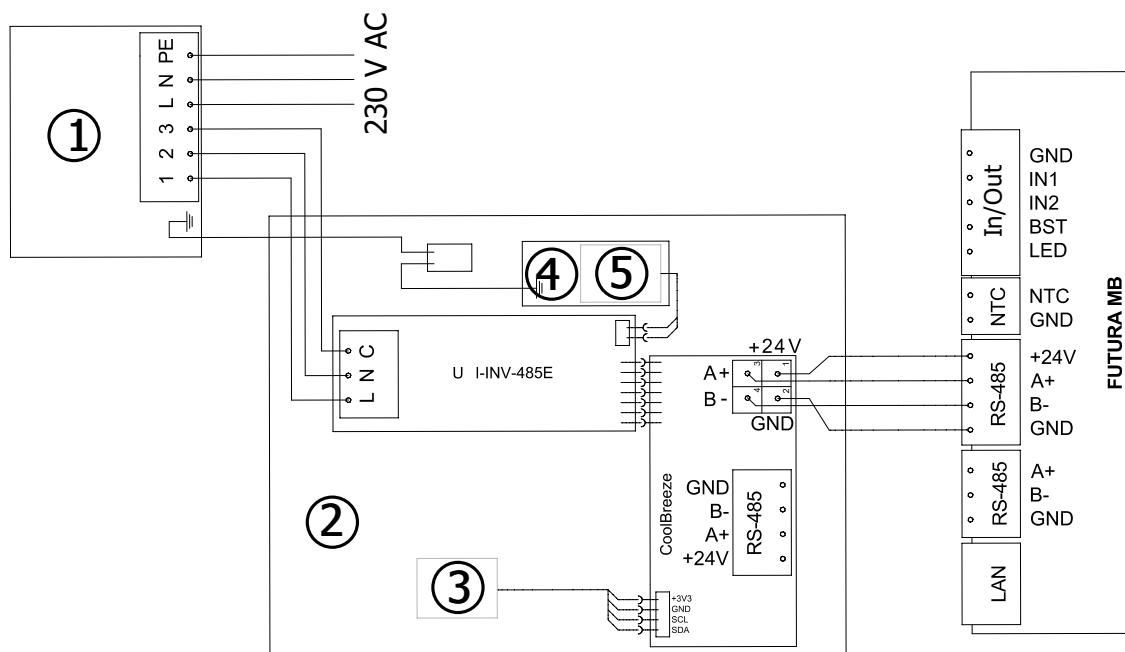 1
PE
N
L
3
2
1
230 V AC
2
3
4
5
C
N
L
U I-INV-485E
CoolBreeze
+24V
A+
B-
GND
3
1
4
2
GND
B-
A+
+24V
RS-485
+3V3
GND
SCL
SDA
In/Out
GND
IN1
IN2
BST
LED
NTC
NTC
GND
RS-485
+24V
A+
B-
GND
RS-485
A+
B-
GND
LAN
FUTURA MB